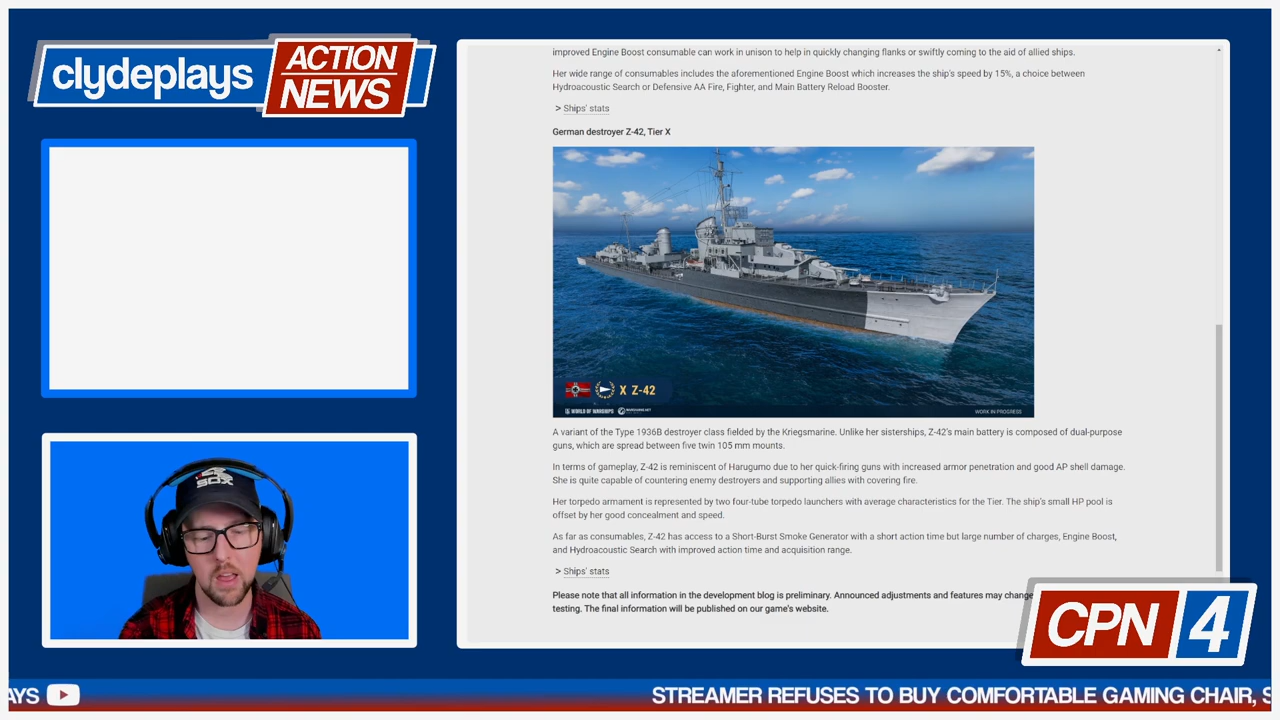 clydeplays
ACTION
NEWS
improved Engine Boost consumable can work in unison to help in quickly changing flanks or swiftly coming to the aid of allied ships.
Her wide range of consumables includes the aforementioned Engine Boost which increases the ship's speed by 15%, a choice between
Hydroacoustic Search or Defensive AA Fire, Fighter, and Main Battery Reload Booster.
> Ships' stats
German destroyer Z-42, Tier X
X Z-42
WORLD OF WARSHIPS
WARGAMING.NET
WORK IN PROGRESS
A variant of the Type 1936B destroyer class fielded by the Kriegsmarine. Unlike her sisterships, Z-42's main battery is composed of dual-purpose
guns, which are spread between five twin 105 mm mounts.
In terms of gameplay, Z-42 is reminiscent of Harugumo due to her quick-firing guns with increased armor penetration and good AP shell damage.
She is quite capable of countering enemy destroyers and supporting allies with covering fire.
Her torpedo armament is represented by two four-tube torpedo launchers with average characteristics for the Tier. The ship's small HP pool is
offset by her good concealment and speed.
As far as consumables, Z-42 has access to a Short-Burst Smoke Generator with a short action time but large number of charges, Engine Boost,
and Hydroacoustic Search with improved action time and acquisition range.
> Ships' stats
Please note that all information in the development blog is preliminary. Announced adjustments and features may change
testing. The final information will be published on our game's website.
SOX
CPN 4
AYS
STREAMER REFUSES TO BUY COMFORTABLE GAMING CHAIR, S